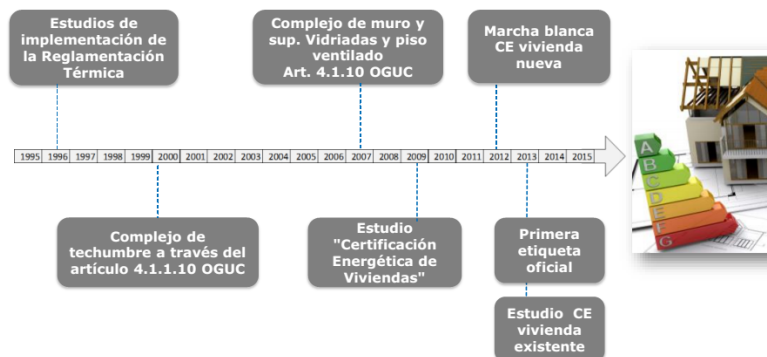 Estudios de
implementación de
la Reglamentación
Térmica
Complejo de muro y
sup. Vidriadas y piso
ventilado
Art. 4.1.10 OGUC
Marcha blanca
CE vivienda
nueva
1995 1996 1997 1998 1999 2000 2001 2002 2003 2004 2005 2006 2007 2008 2009 2010 2011 2012 2013 2014 2015
Complejo de
techumbre a través del
artículo 4.1.1.10 OGUC
Estudio
"Certificación
Energética de
Viviendas"
Primera
etiqueta
oficial
Estudio CE
vivienda
existente
A
B
C
D
E
F
G